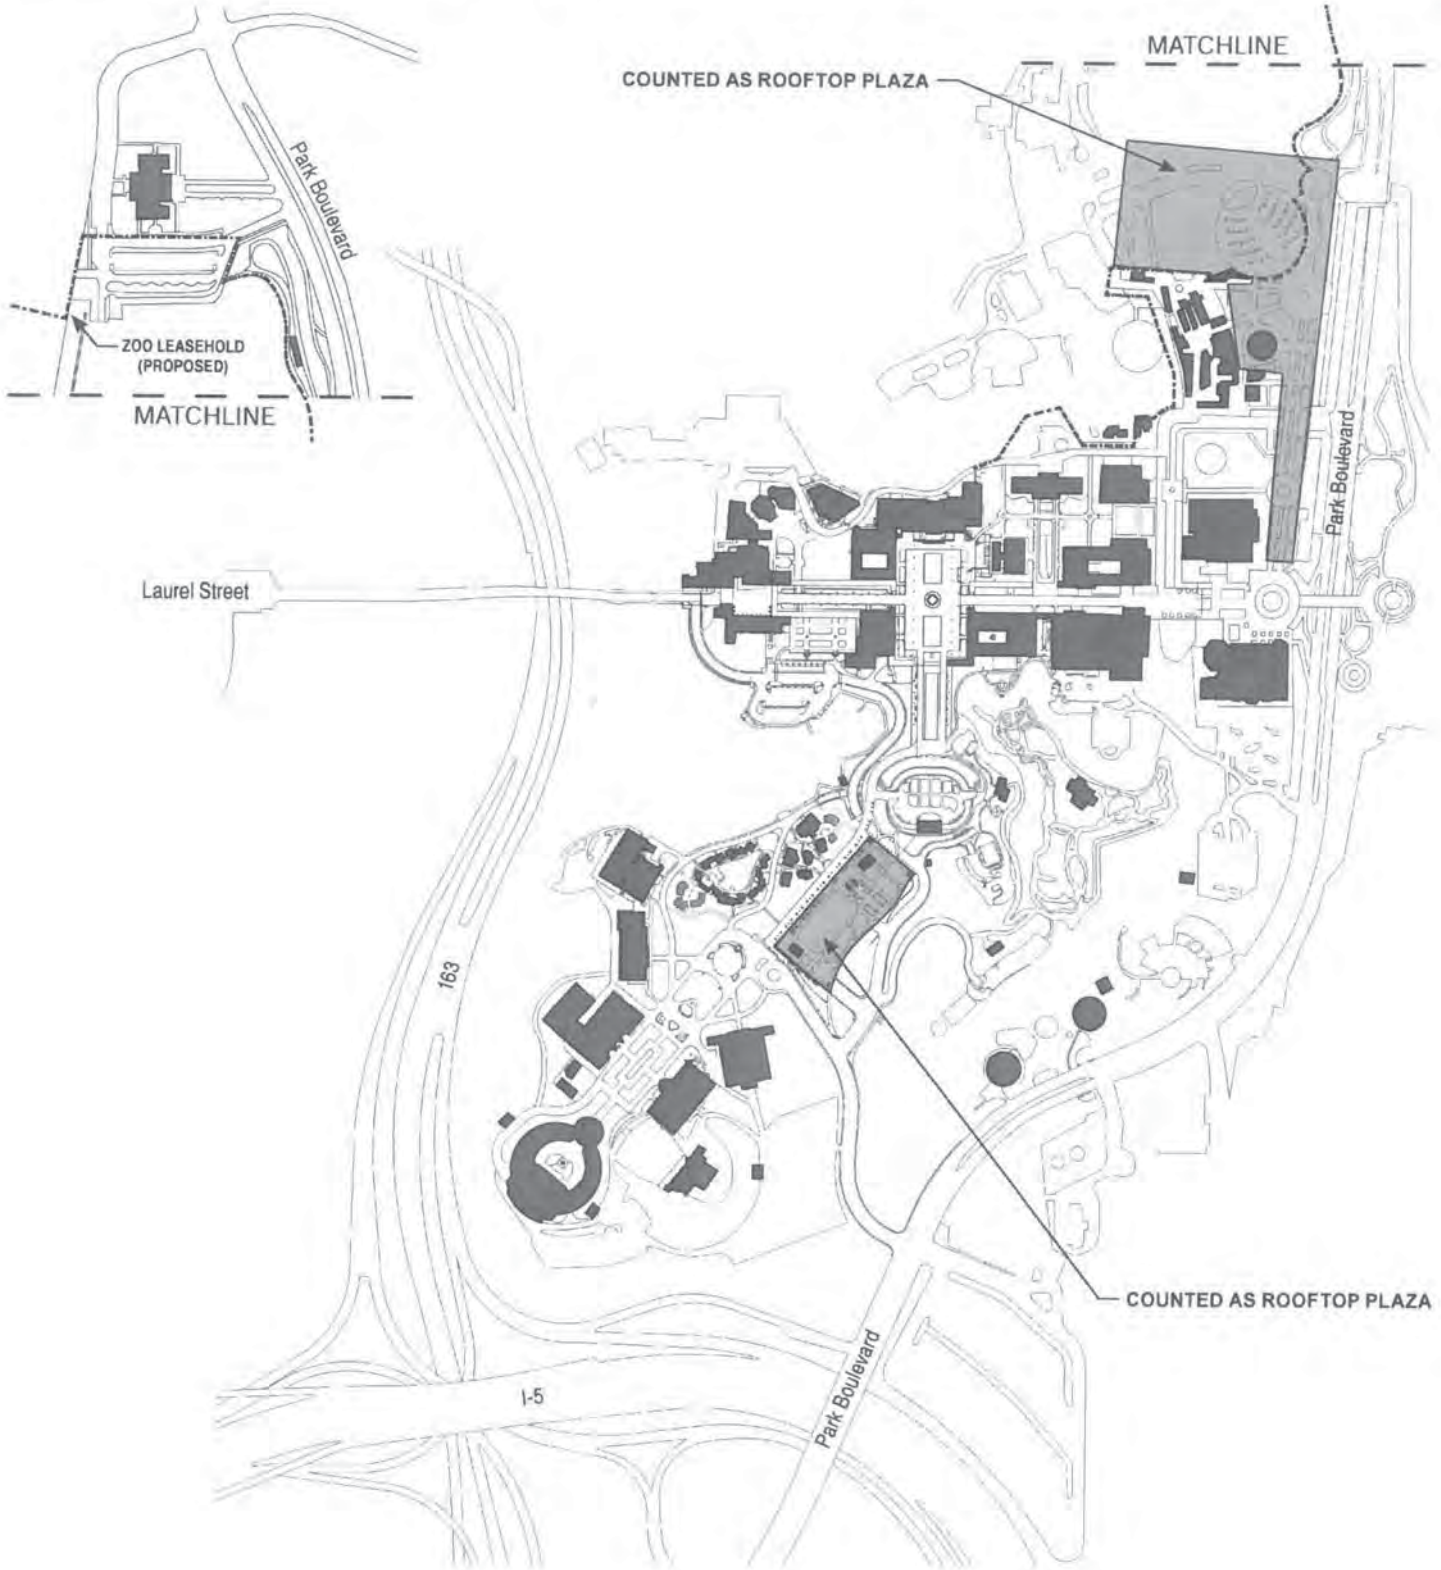 MATCHLINE
COUNTED AS ROOFTOP PLAZA
Park Boulevard
ZOO LEASEHOLD
(PROPOSED)
MATCHLINE
Park Boulevard
Laurel Street
163
COUNTED AS ROOFTOP PLAZA
I-5
Park Boulevard